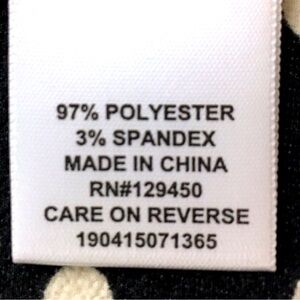 97% POLYESTER
3% SPANDEX
MADE IN CHINA
RN#129450
CARE ON REVERSE
190415071365